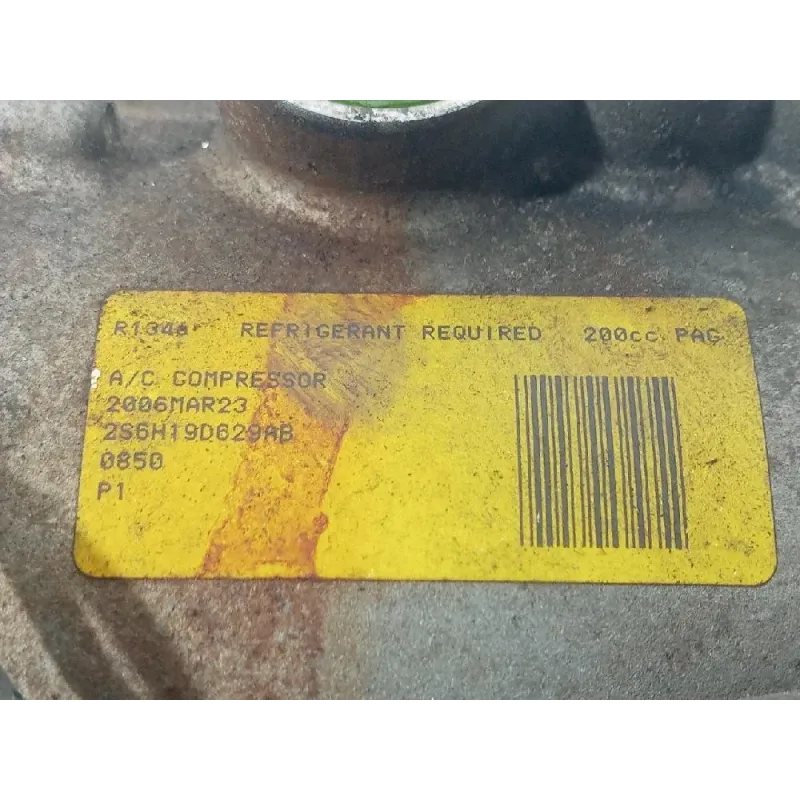 R134a REFRIGERANT REQUIRED 200cc PAG
A/C COMPRESSOR
2006MAR23
2S6H19D629AB
0850
P1